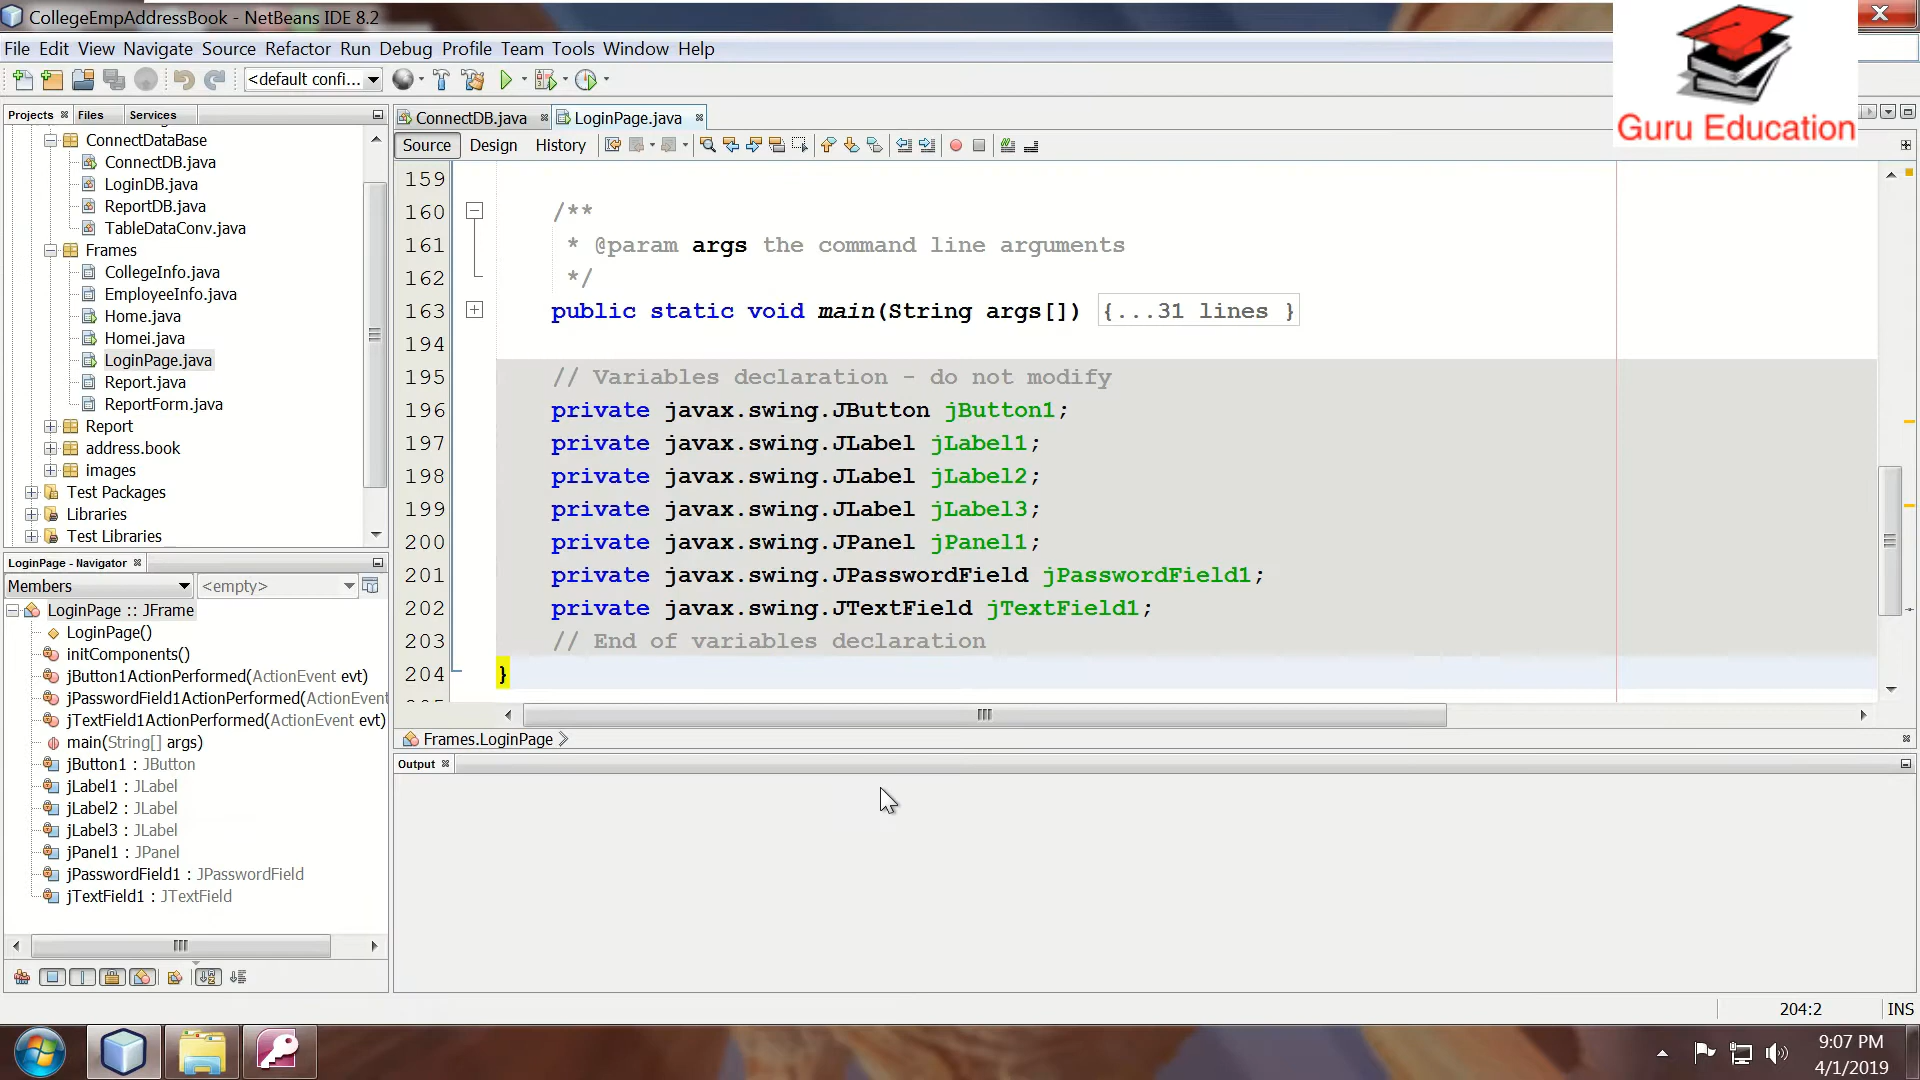 CollegeEmpAddressBook - NetBeans IDE 8.2
File Edit View Navigate Source Refactor Run Debug Profile Team Tools Window Help
<default confi...
Guru Education
Projects Files Services
ConnectDataBase
ConnectDB.java
LoginDB.java
ReportDB.java
TableDataConv.java
Frames
CollegeInfo.java
EmployeeInfo.java
Home.java
Homei.java
LoginPage.java
Report.java
ReportForm.java
Report
address.book
images
Test Packages
Libraries
Test Libraries
LoginPage - Navigator
Members <empty>
LoginPage :: JFrame
LoginPage()
initComponents()
jButton1ActionPerformed(ActionEvent evt)
jPasswordField1ActionPerformed(ActionEvent
jTextField1ActionPerformed(ActionEvent evt)
main(String[] args)
jButton1 : JButton
jLabel1 : JLabel
jLabel2 : JLabel
jLabel3 : JLabel
jPanel1 : JPanel
jPasswordField1 : JPasswordField
jTextField1 : JTextField
ConnectDB.java LoginPage.java
Source Design History
159
160 /**
161 * @param args the command line arguments
162 */
163 public static void main(String args[]) {...31 lines }
194
195 // Variables declaration - do not modify
196 private javax.swing.JButton jButton1;
197 private javax.swing.JLabel jLabel1;
198 private javax.swing.JLabel jLabel2;
199 private javax.swing.JLabel jLabel3;
200 private javax.swing.JPanel jPanel1;
201 private javax.swing.JPasswordField jPasswordField1;
202 private javax.swing.JTextField jTextField1;
203 // End of variables declaration
204 }
Frames.LoginPage
Output
204:2 INS
9:07 PM
4/1/2019